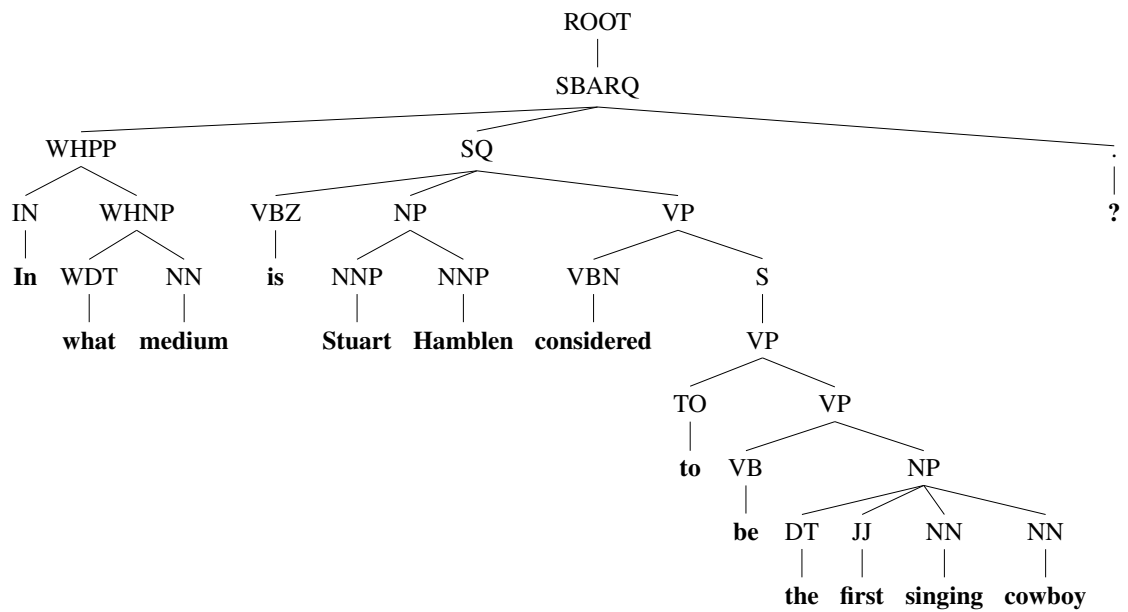 ROOT
SBARQ
WHPP SQ .
IN WHNP VBZ NP VP ?
In WDT NN is NNP NNP VBN S
what medium Stuart Hamblen considered VP
TO VP
to VB NP
be DT JJ NN NN
the first singing cowboy